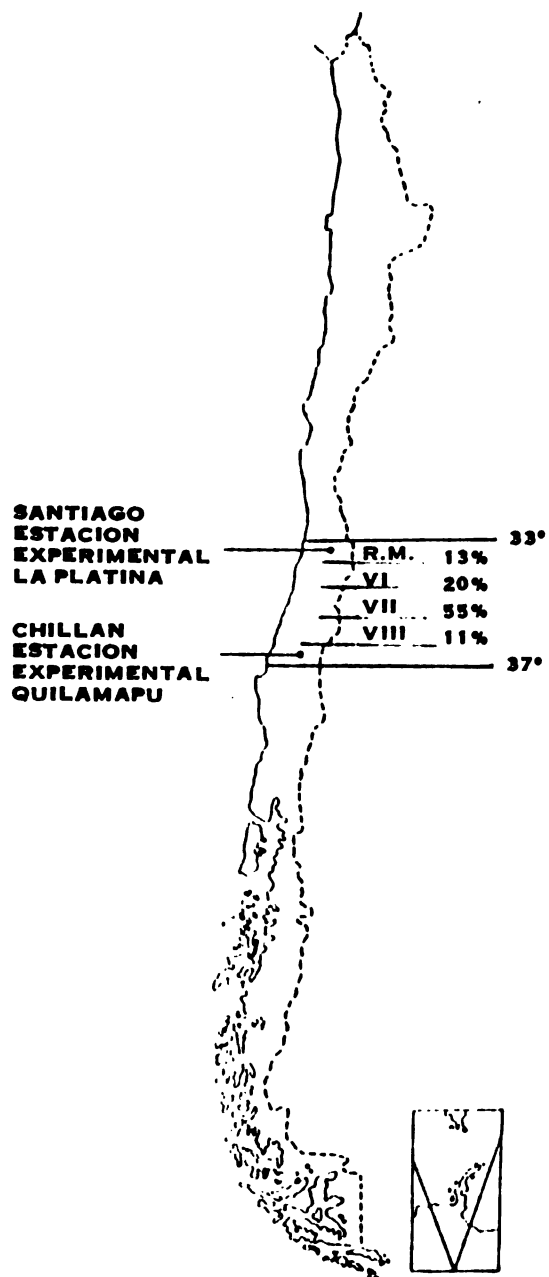 SANTIAGO
ESTACION
EXPERIMENTAL
LA PLATINA
33°
R.M. 13%
VI 20%
VII 55%
VIII 11%
CHILLAN
ESTACION
EXPERIMENTAL
QUILAMAPU
37°